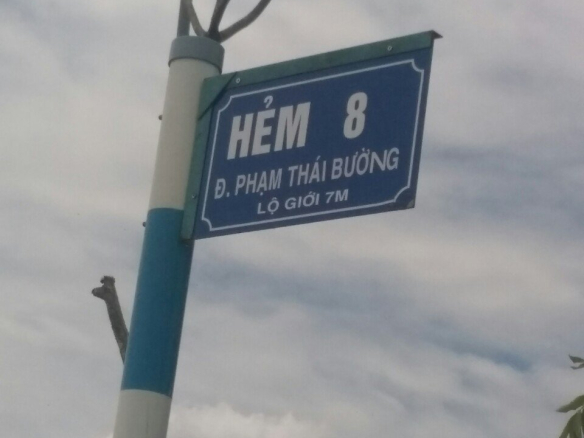 HẺM 8
Đ. PHẠM THÁI BƯỜNG
LỘ GIỚI 7M